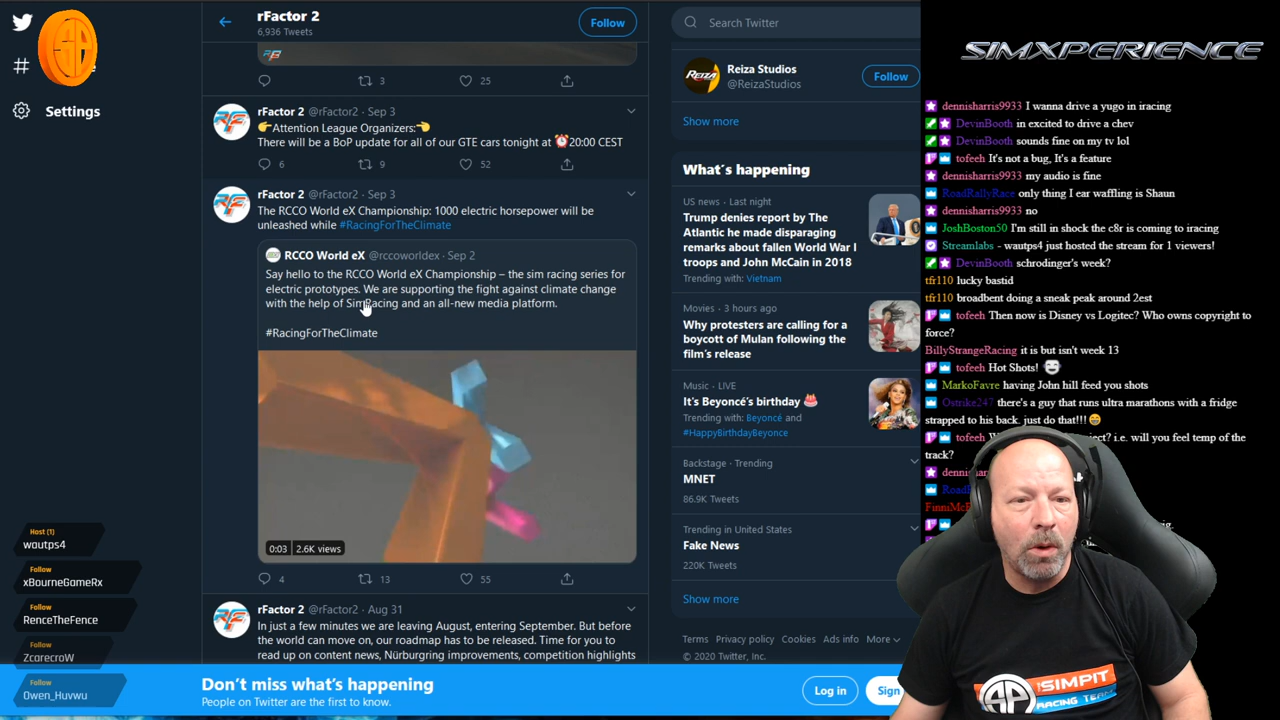 rFactor 2
6,936 Tweets
Follow
Settings
3
25
rFactor 2 @rFactor2 · Sep 3
👉Attention League Organizers:👈
There will be a BoP update for all of our GTE cars tonight at ⏰20:00 CEST
6
9
52
rFactor 2 @rFactor2 · Sep 3
The RCCO World eX Championship: 1000 electric horsepower will be
unleashed while #RacingForTheClimate
RCCO World eX @rccoworldex · Sep 2
Say hello to the RCCO World eX Championship – the sim racing series for
electric prototypes. We are supporting the fight against climate change
with the help of SimRacing and an all-new media platform.
#RacingForTheClimate
0:03 2.6K views
4
13
55
rFactor 2 @rFactor2 · Aug 31
In just a few minutes we are leaving August, entering September. But before
the world can move on, our roadmap has to be released. Time for you to
read up on content news, Nürburgring improvements, competition highlights
Search Twitter
REIZA
Reiza Studios
@ReizaStudios
Follow
Show more
What's happening
US news · Last night
Trump denies report by The
Atlantic he made disparaging
remarks about fallen World War I
troops and John McCain in 2018
Trending with: Vietnam
Movies · 3 hours ago
Why protesters are calling for a
boycott of Mulan following the
film's release
Music · LIVE
It's Beyoncé's birthday 🎂
Trending with: Beyoncé and
#HappyBirthdayBeyonce
Backstage · Trending
MNET
86.9K Tweets
Trending in United States
Fake News
220K Tweets
Show more
Terms Privacy policy Cookies Ads info More
© 2020 Twitter, Inc.
Don't miss what's happening
People on Twitter are the first to know.
Log in
Sign
Host (1)
wautps4
Follow
xBourneGameRx
Follow
RenceTheFence
Follow
ZcarecroW
Follow
Owen_Huvwu
SIMXPERIENCE
dennisharris9933 I wanna drive a yugo in iracing
DevinBooth in excited to drive a chev
DevinBooth sounds fine on my tv lol
tofeeh It's not a bug, It's a feature
dennisharris9933 my audio is fine
RoadRallyRace only thing I ear waffling is Shaun
dennisharris9933 no
JoshBoston50 I'm still in shock the c8r is coming to iracing
Streamlabs - wautps4 just hosted the stream for 1 viewers!
DevinBooth schrodinger's week?
tfr110 lucky bastid
tfr110 broadbent doing a sneak peak around 2est
tofeeh Then now is Disney vs Logitec? Who owns copyright to
force?
BillyStrangeRacing it is but isn't week 13
tofeeh Hot Shots!
MarkoFavre having John hill feed you shots
Ostrike247 there's a guy that runs ultra marathons with a fridge
strapped to his back. just do that!!!
tofeeh ject? i.e. will you feel temp of the
track?
SIMPIT
RACING TEAM